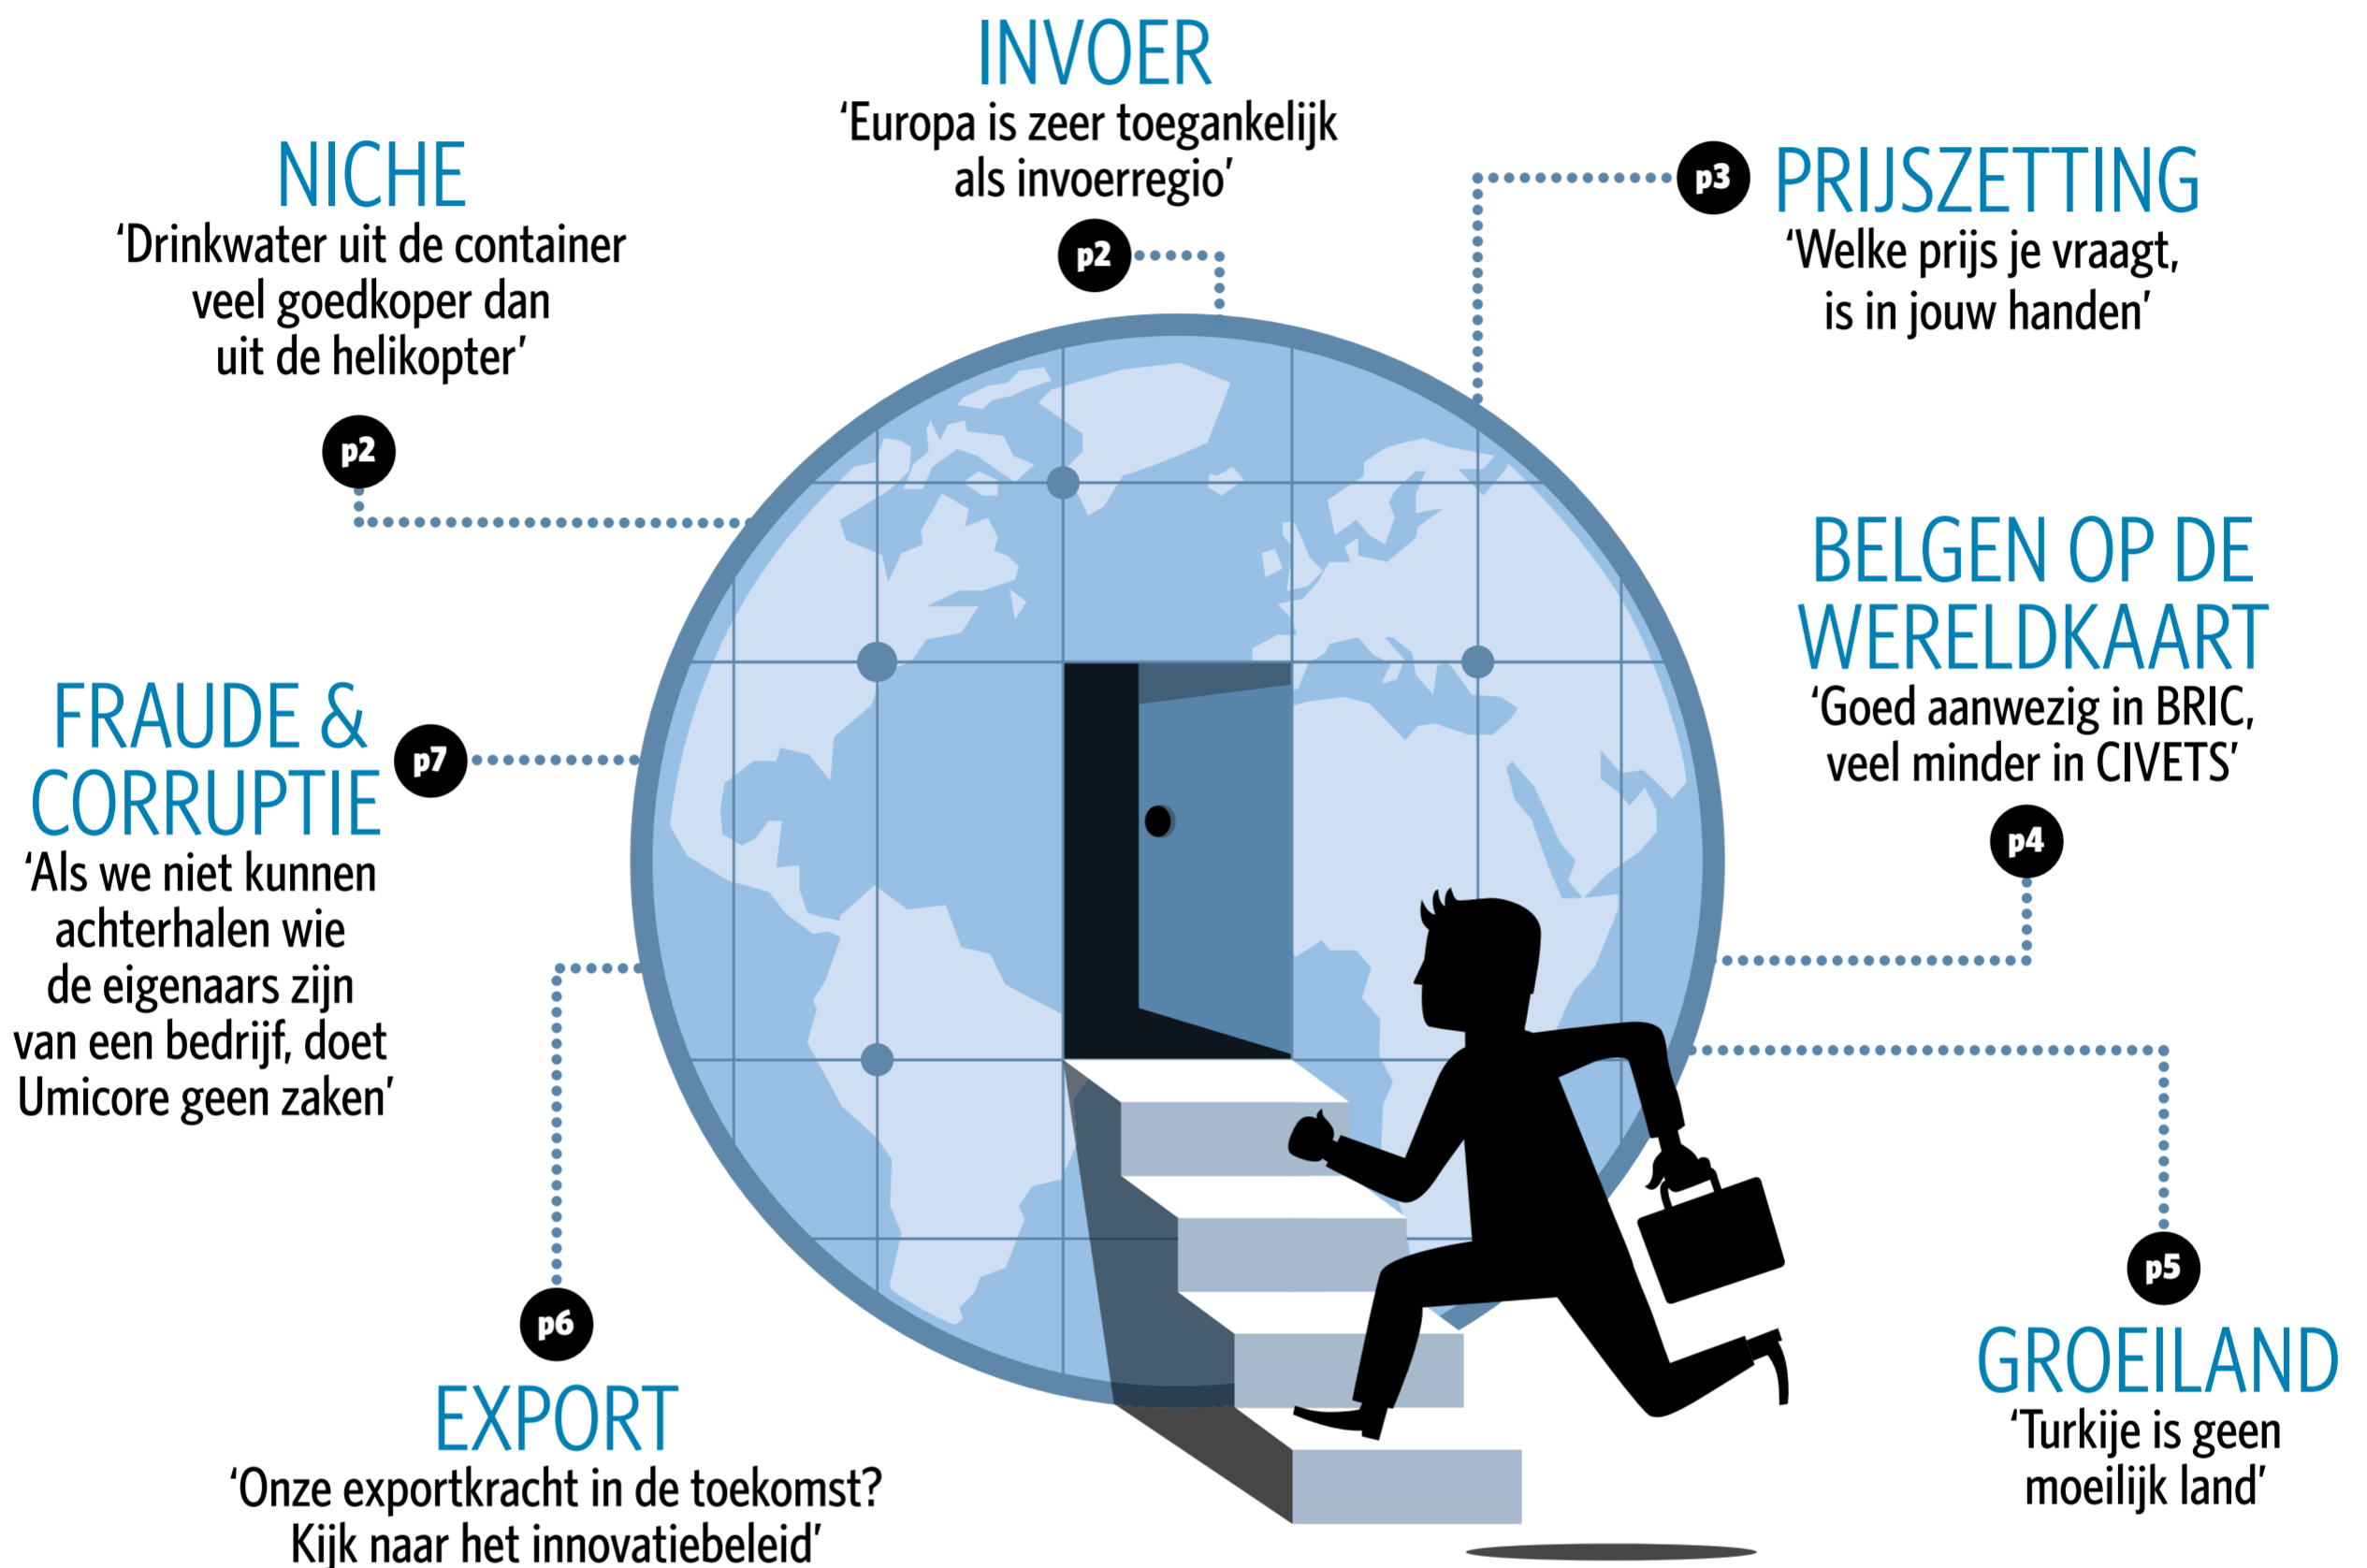 INVOER
‘Europa is zeer toegankelijk
als invoerregio’
p2
NICHE
‘Drinkwater uit de container
veel goedkoper dan
uit de helikopter’
p2
p3
PRIJSZETTING
‘Welke prijs je vraagt,
is in jouw handen’
BELGEN OP DE
WERELDKAART
‘Goed aanwezig in BRIC,
veel minder in CIVETS’
p4
FRAUDE &
CORRUPTIE
p7
‘Als we niet kunnen
achterhalen wie
de eigenaars zijn
van een bedrijf, doet
Umicore geen zaken’
p6
EXPORT
‘Onze exportkracht in de toekomst?
Kijk naar het innovatiebeleid’
p5
GROEILAND
‘Turkije is geen
moeilijk land’